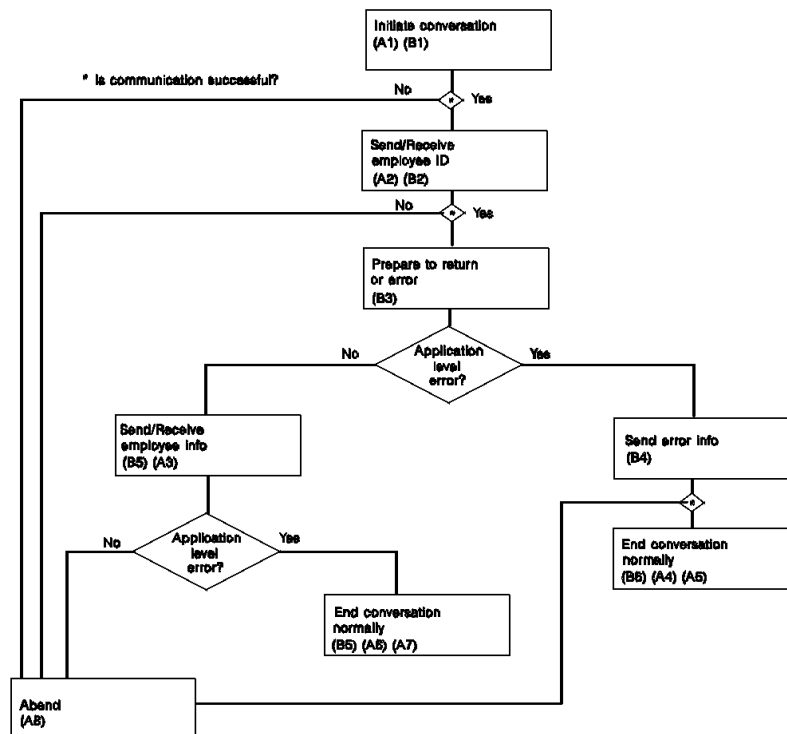 Initiate conversation
(A1) (B1)
* Is communication successful?
No
*
Yes
Send/Receive
employee ID
(A2) (B2)
No
*
Yes
Prepare to return
or error
(B3)
No
Application
level
error?
Yes
Send/Receive
employee info
(B5) (A3)
Send error info
(B4)
*
No
Application
level
error?
Yes
End conversation
normally
(B6) (A4) (A5)
End conversation
normally
(B5) (A6) (A7)
Abend
(A8)